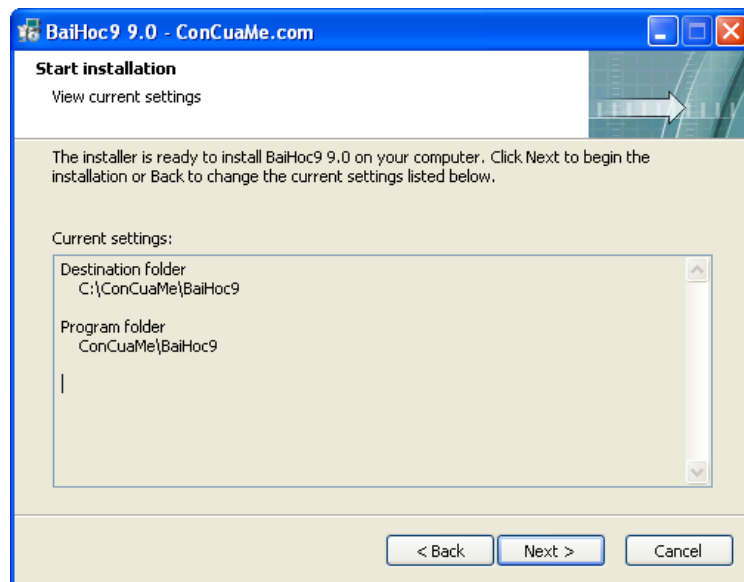 BaiHoc9 9.0 - ConCuaMe.com
Start installation
View current settings
The installer is ready to install BaiHoc9 9.0 on your computer. Click Next to begin the
installation or Back to change the current settings listed below.
Current settings:
Destination folder
C:\ConCuaMe\BaiHoc9
Program folder
ConCuaMe\BaiHoc9
< Back Next > Cancel